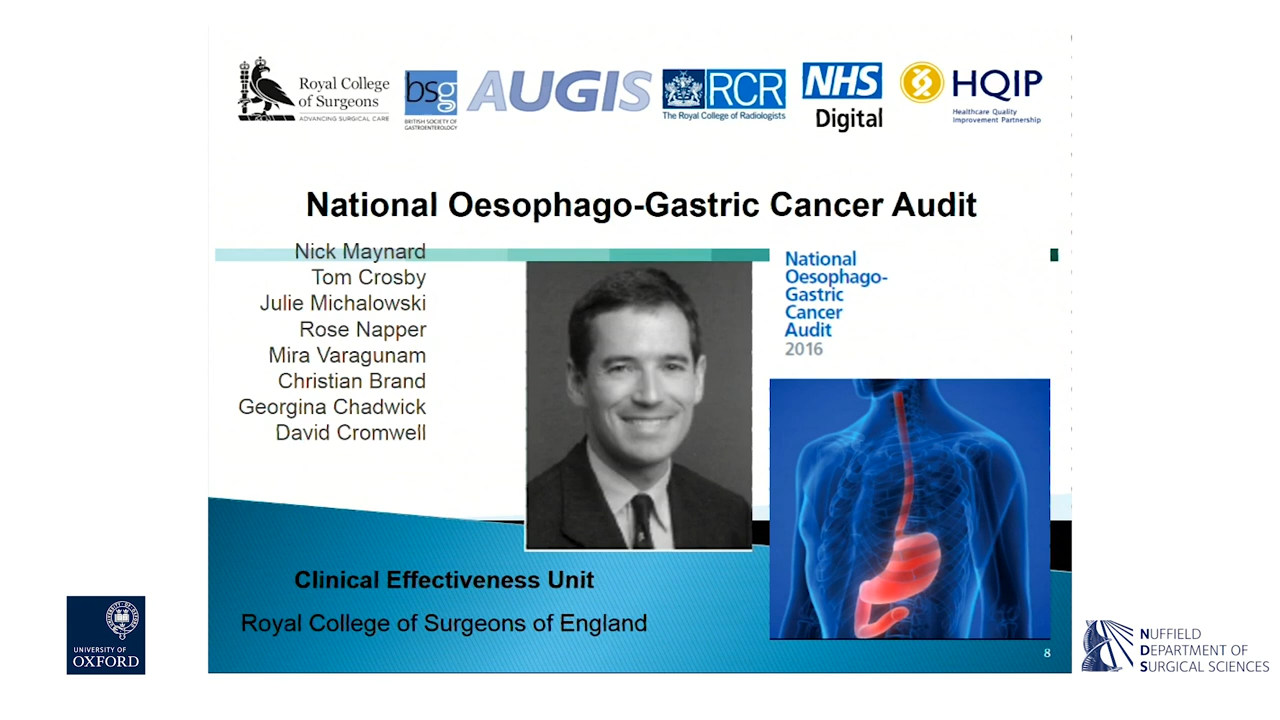 Royal College
of Surgeons
ADVANCING SURGICAL CARE
bsg
BRITISH SOCIETY OF
GASTROENTEROLOGY
AUGIS
RCR
The Royal College of Radiologists
NHS
Digital
HQIP
Healthcare Quality
Improvement Partnership
National Oesophago-Gastric Cancer Audit
Nick Maynard
Tom Crosby
Julie Michalowski
Rose Napper
Mira Varagunam
Christian Brand
Georgina Chadwick
David Cromwell
National
Oesophago-
Gastric
Cancer
Audit
2016
Clinical Effectiveness Unit
Royal College of Surgeons of England
8
UNIVERSITY OF
OXFORD
NUFFIELD
DEPARTMENT OF
SURGICAL SCIENCES